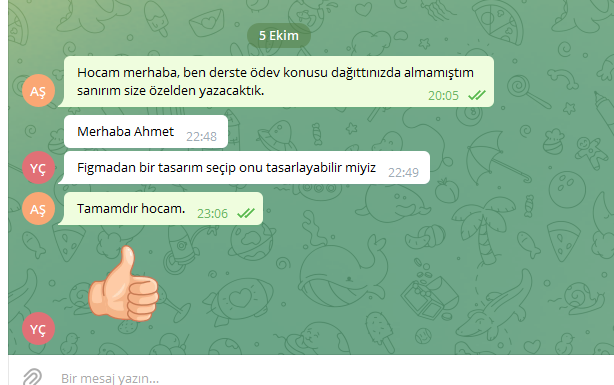 5 Ekim
Hocam merhaba, ben derste ödev konusu dağıttınızda almamıştım
sanırım size özelden yazacaktık.
20:05
AŞ
Merhaba Ahmet 22:48
Figmadan bir tasarım seçip onu tasarlayabilir miyiz 22:49
YÇ
Tamamdır hocam. 23:06
AŞ
YÇ
Bir mesaj yazın...